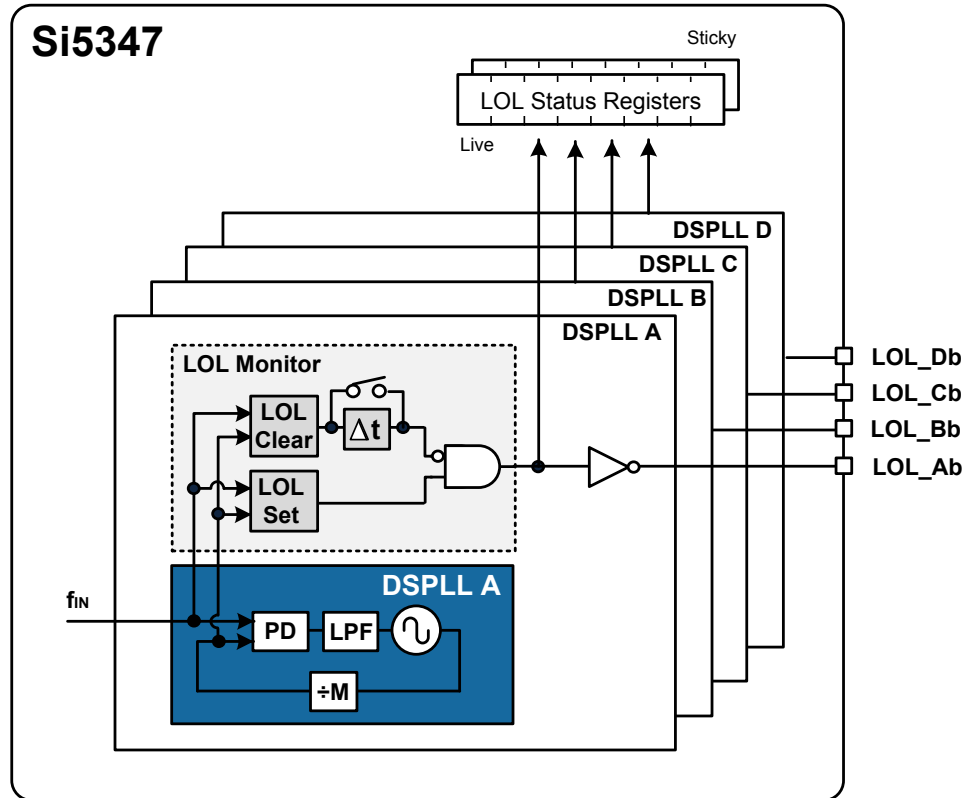 Si5347
Sticky
LOL Status Registers
Live
DSPLL D
DSPLL C
DSPLL B
DSPLL A
LOL Monitor
LOL
Clear
Δt
LOL
Set
LOL_Db
LOL_Cb
LOL_Bb
LOL_Ab
DSPLL A
fIN
PD
LPF
÷M